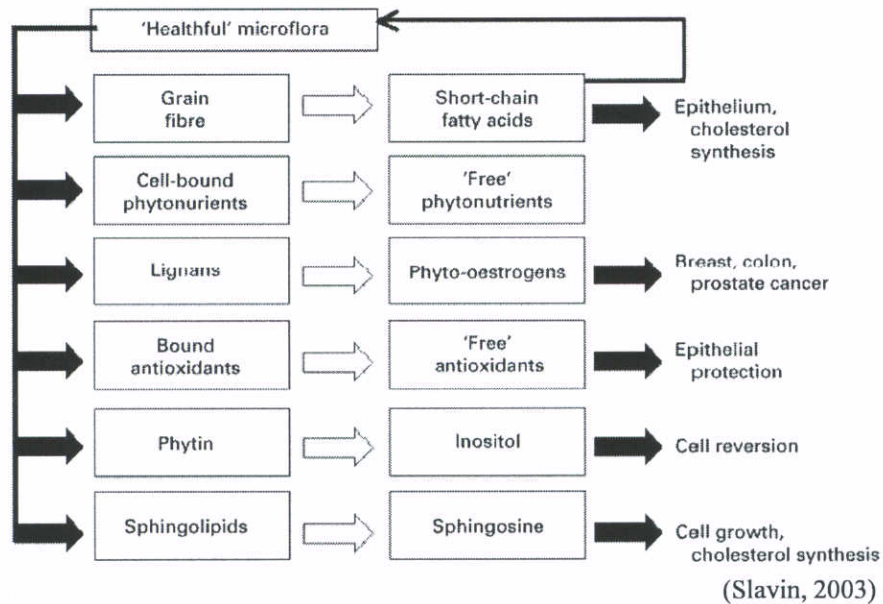 'Healthful' microflora
Grain
fibre
Short-chain
fatty acids
Epithelium,
cholesterol
synthesis
Cell-bound
phytonurients
'Free'
phytonutrients
Lignans
Phyto-oestrogens
Breast, colon,
prostate cancer
Bound
antioxidants
'Free'
antioxidants
Epithelial
protection
Phytin
Inositol
Cell reversion
Sphingolipids
Sphingosine
Cell growth,
cholesterol synthesis
(Slavin, 2003)